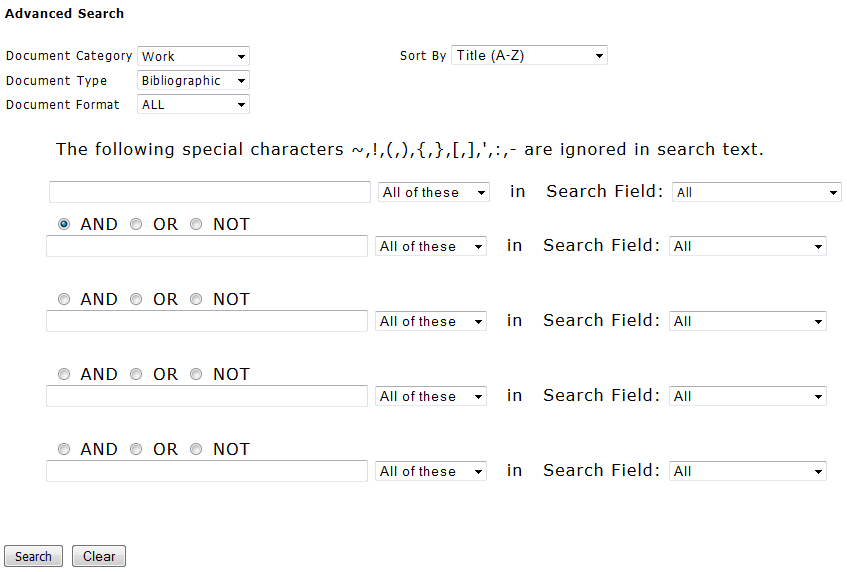 Advanced Search
Document Category Work Sort By Title (A-Z)
Document Type Bibliographic
Document Format ALL
The following special characters ~,!,(,),{,},[,],',:,- are ignored in search text.
All of these in Search Field: All
AND OR NOT
All of these in Search Field: All
AND OR NOT
All of these in Search Field: All
AND OR NOT
All of these in Search Field: All
AND OR NOT
All of these in Search Field: All
Search Clear